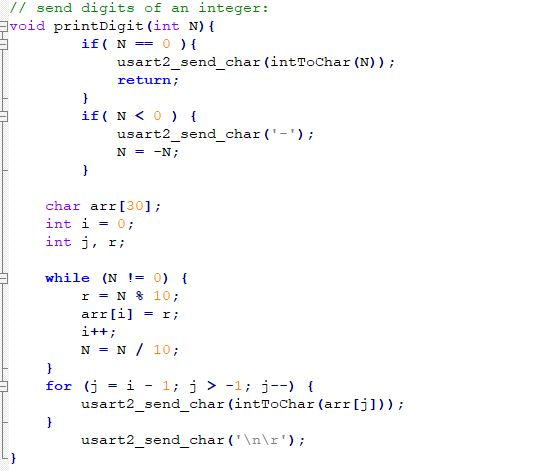 // send digits of an integer:
void printDigit(int N){
        if( N == 0 ){
            usart2_send_char(intToChar(N));
            return;
        }
        if( N < 0 ) {
            usart2_send_char('-');
            N = -N;
        }

    char arr[30];
    int i = 0;
    int j, r;

    while (N != 0) {
        r = N % 10;
        arr[i] = r;
        i++;
        N = N / 10;
    }
    for (j = i - 1; j > -1; j--) {
        usart2_send_char(intToChar(arr[j]));
    }
        usart2_send_char('\n\r');
}